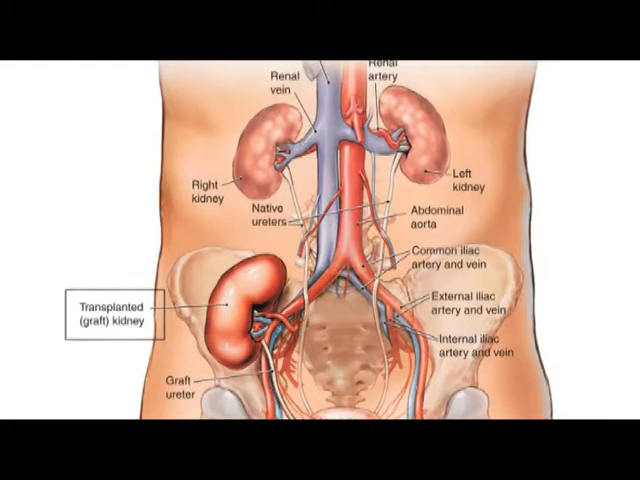 Renal
vein
Renal
artery
Right
kidney
Left
kidney
Native
ureters
Abdominal
aorta
Common iliac
artery and vein
Transplanted
(graft) kidney
External iliac
artery and vein
Internal iliac
artery and vein
Graft
ureter